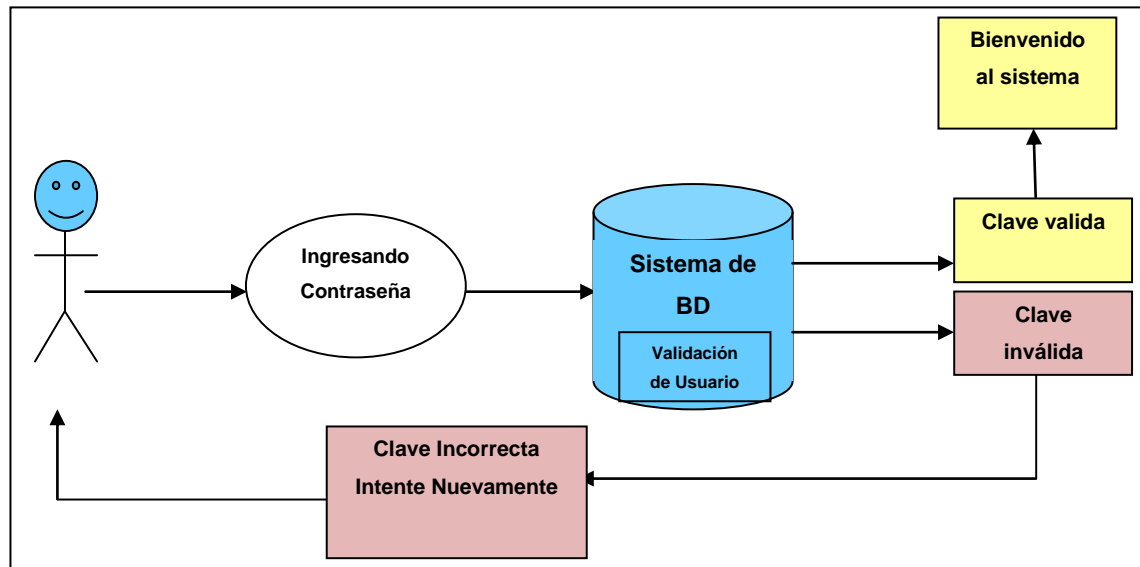 Bienvenido
al sistema
Clave valida
Ingresando
Contraseña
Sistema de
BD
Validación
de Usuario
Clave
inválida
Clave Incorrecta
Intente Nuevamente